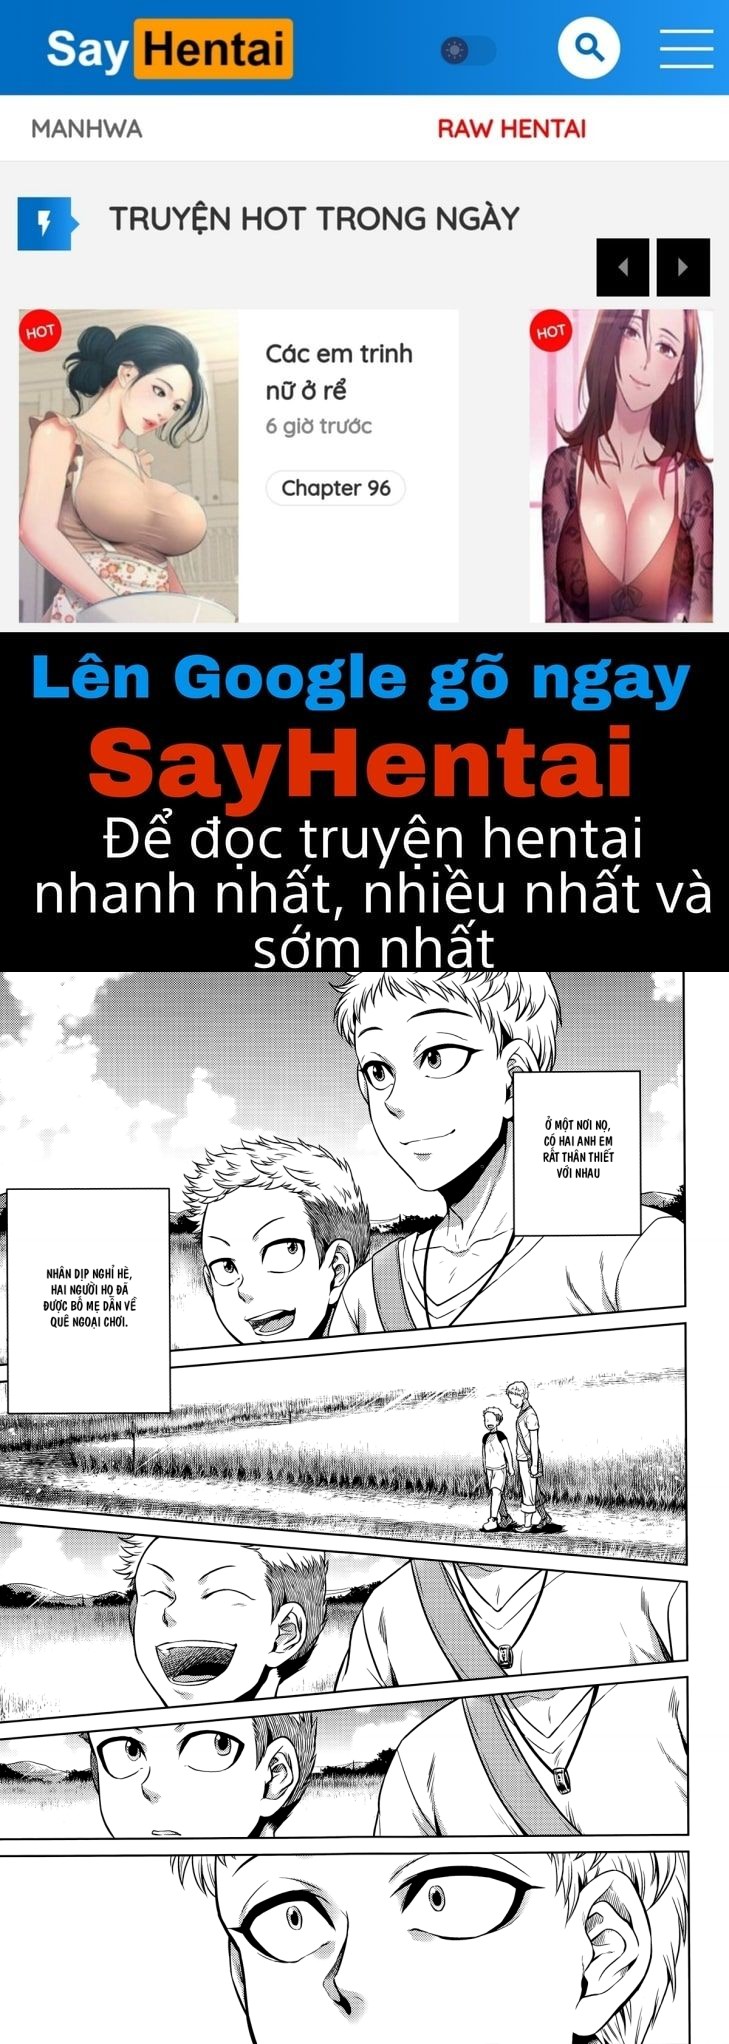 Say Hentai
MANHWA
RAW HENTAI
TRUYỆN HOT TRONG NGÀY
HOT
Các em trinh
nữ ở rể
6 giờ trước
Chapter 96
HOT
Lên Google gõ ngay
SayHentai
Để đọc truyện hentai
nhanh nhất, nhiều nhất và
sớm nhất
Ở MỘT NƠI NỌ,
CÓ HAI ANH EM
RẤT THÂN THIẾT
VỚI NHAU
NHÂN DỊP NGHỈ HÈ,
HAI NGƯỜI HỌ ĐÃ
ĐƯỢC BỐ MẸ DẪN VỀ
QUÊ NGOẠI CHƠI.